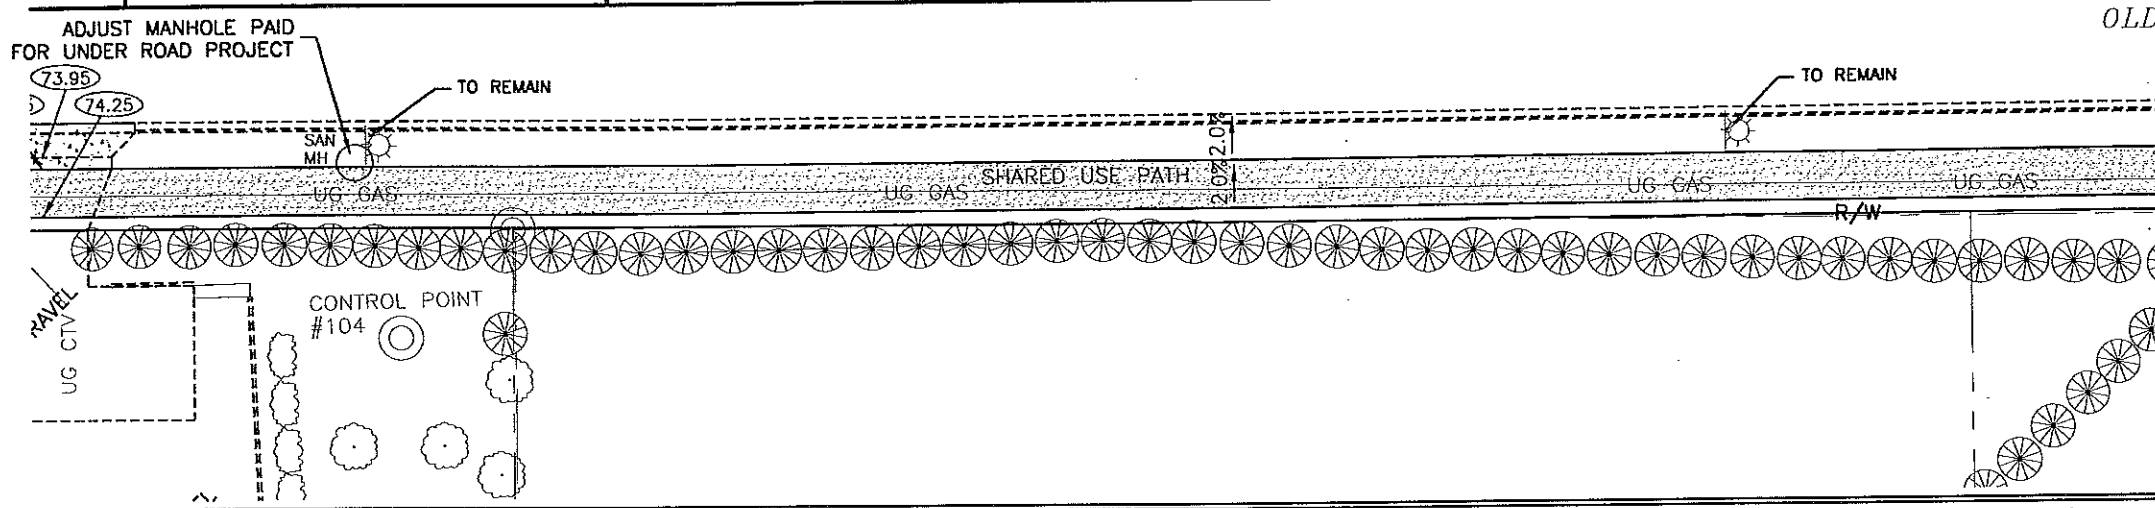 OLD
ADJUST MANHOLE PAID
FOR UNDER ROAD PROJECT
73.95
74.25
TO REMAIN
TO REMAIN
SAN
MH
2.0%
2.0%
SHARED USE PATH
UG GAS
UG GAS
UG GAS
UG GAS
R/W
CONTROL POINT
#104
RAVEL
UG CTV